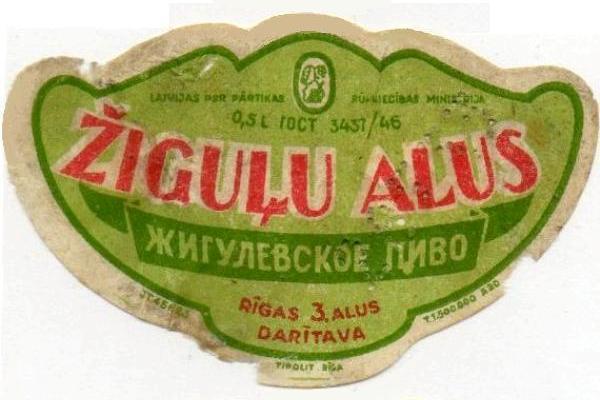 LATVIJAS PSR PĀRTIKAS RŪPNIECĪBAS MINISTRIJA
0,5 L ГОСТ 3431/46
ŽIGUĻU ALUS
ЖИГУЛЕВСКОЕ ПИВО
RĪGAS 3. ALUS
DARĪTAVA
TIPOLIT. RĪGA